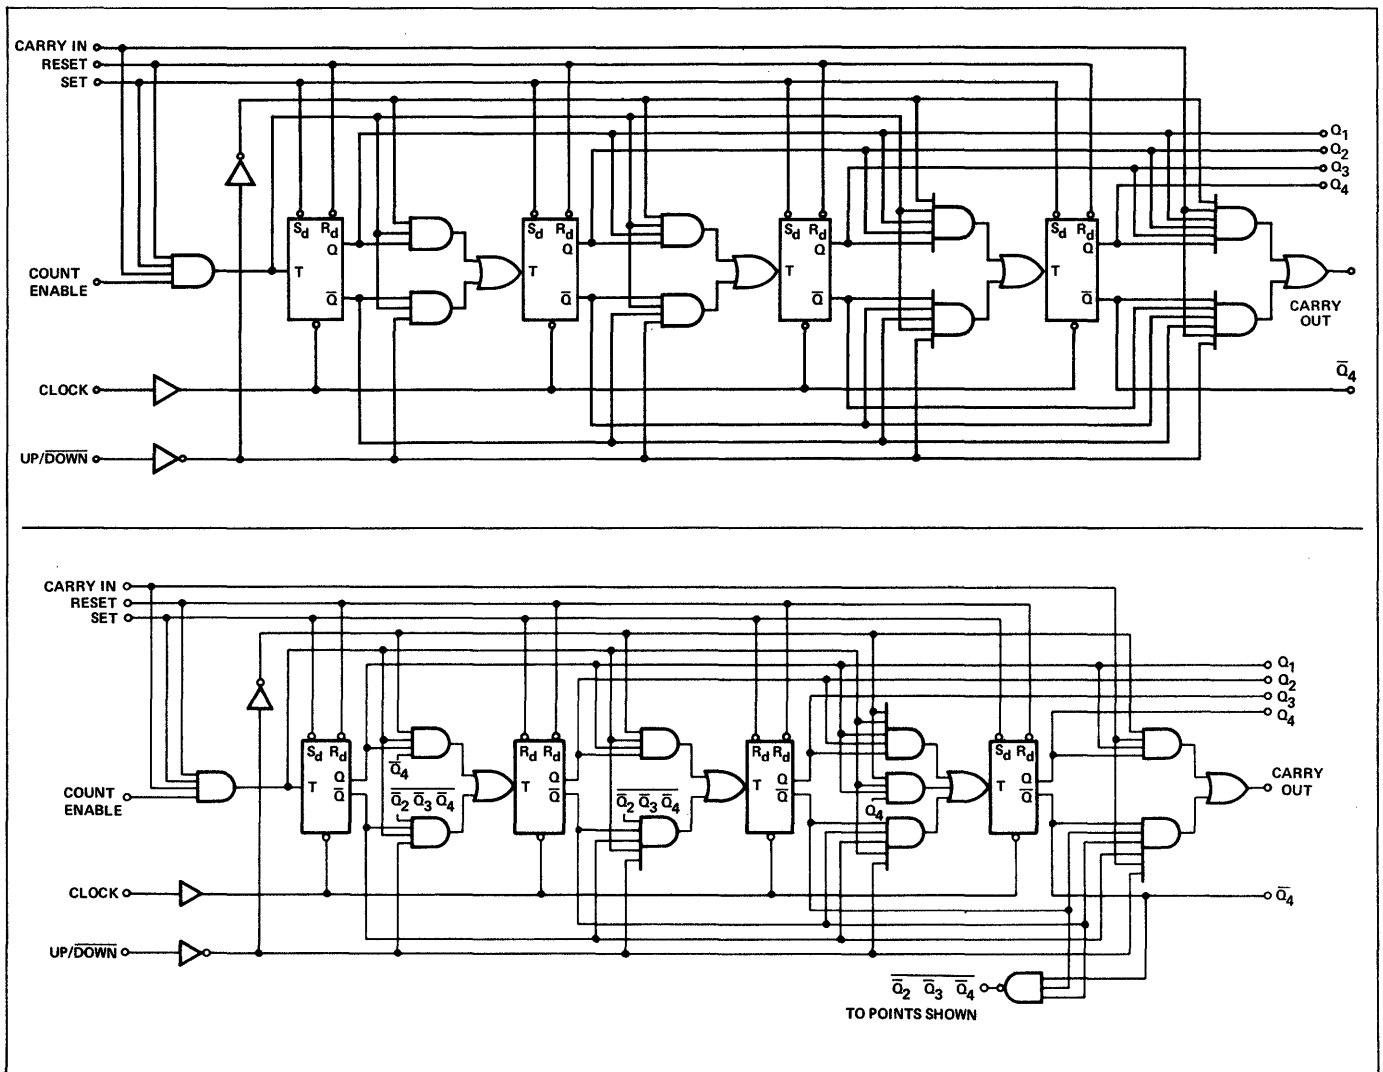 CARRY IN
RESET
SET
Q1
Q2
Q3
Q4
Sd Rd
Q
T
Q̅
Sd Rd
Q
T
Q̅
Sd Rd
Q
T
Q̅
Sd Rd
Q
T
Q̅
COUNT
ENABLE
CARRY
OUT
Q̅4
CLOCK
UP/D̅O̅W̅N̅
CARRY IN
RESET
SET
Q1
Q2
Q3
Q4
Sd Rd
Q
T
Q̅
Rd Rd
Q
T
Q̅
Rd Rd
Q
T
Q̅
Sd Rd
Q
T
Q̅
Q̅4
Q̅2 Q̅3 Q̅4
Q̅2 Q̅3 Q̅4
Q4
COUNT
ENABLE
CARRY
OUT
CLOCK
Q̅4
UP/D̅O̅W̅N̅
Q̅2 Q̅3 Q̅4
TO POINTS SHOWN